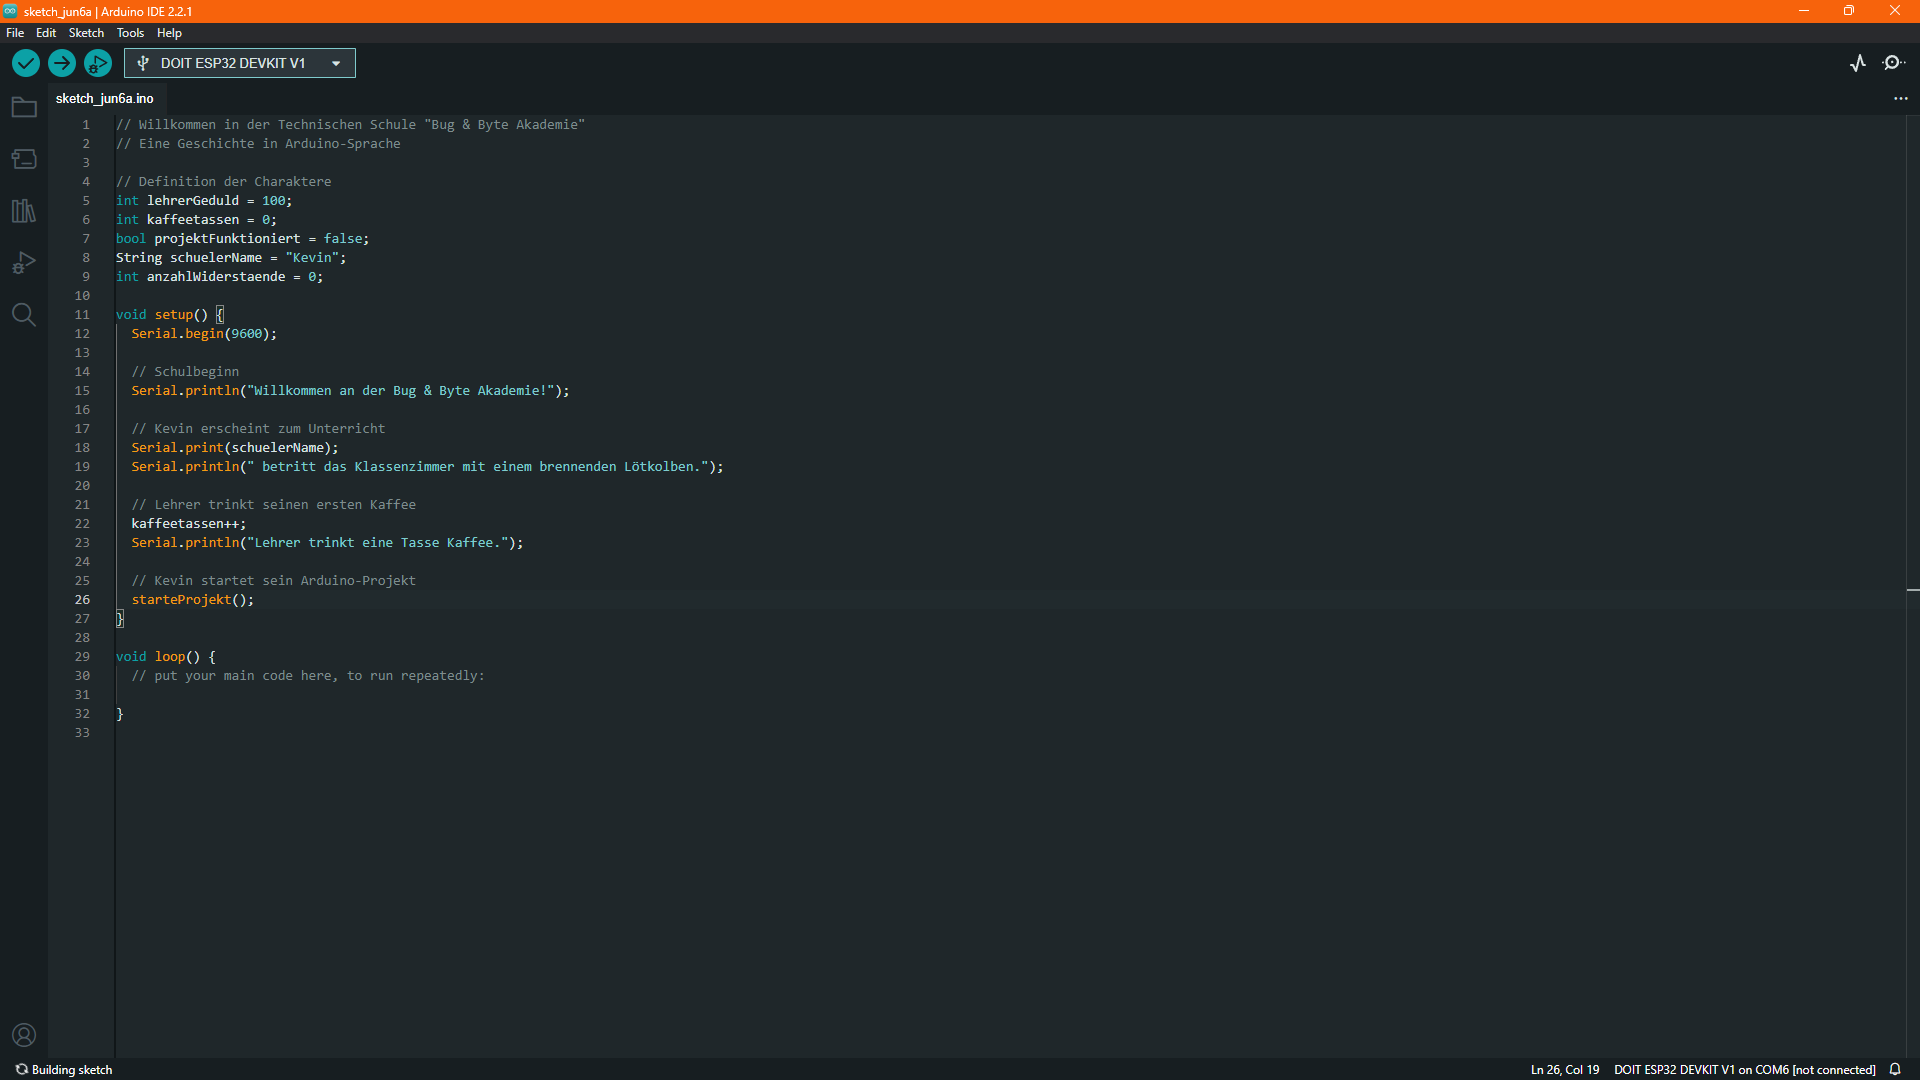 sketch_jun6a | Arduino IDE 2.2.1
File Edit Sketch Tools Help
DOIT ESP32 DEVKIT V1
sketch_jun6a.ino
1 // Willkommen in der Technischen Schule "Bug & Byte Akademie"
2 // Eine Geschichte in Arduino-Sprache
3
4 // Definition der Charaktere
5 int lehrerGeduld = 100;
6 int kaffeetassen = 0;
7 bool projektFunktioniert = false;
8 String schuelerName = "Kevin";
9 int anzahlWiderstaende = 0;
10
11 void setup() {
12 Serial.begin(9600);
13
14 // Schulbeginn
15 Serial.println("Willkommen an der Bug & Byte Akademie!");
16
17 // Kevin erscheint zum Unterricht
18 Serial.print(schuelerName);
19 Serial.println(" betritt das Klassenzimmer mit einem brennenden Lötkolben.");
20
21 // Lehrer trinkt seinen ersten Kaffee
22 kaffeetassen++;
23 Serial.println("Lehrer trinkt eine Tasse Kaffee.");
24
25 // Kevin startet sein Arduino-Projekt
26 starteProjekt();
27 }
28
29 void loop() {
30 // put your main code here, to run repeatedly:
31
32 }
33
Building sketch
Ln 26, Col 19 DOIT ESP32 DEVKIT V1 on COM6 [not connected]